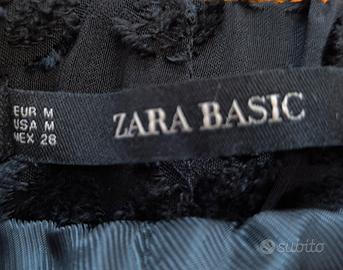 EUR M
USA M
MEX 28
ZARA BASIC
subito